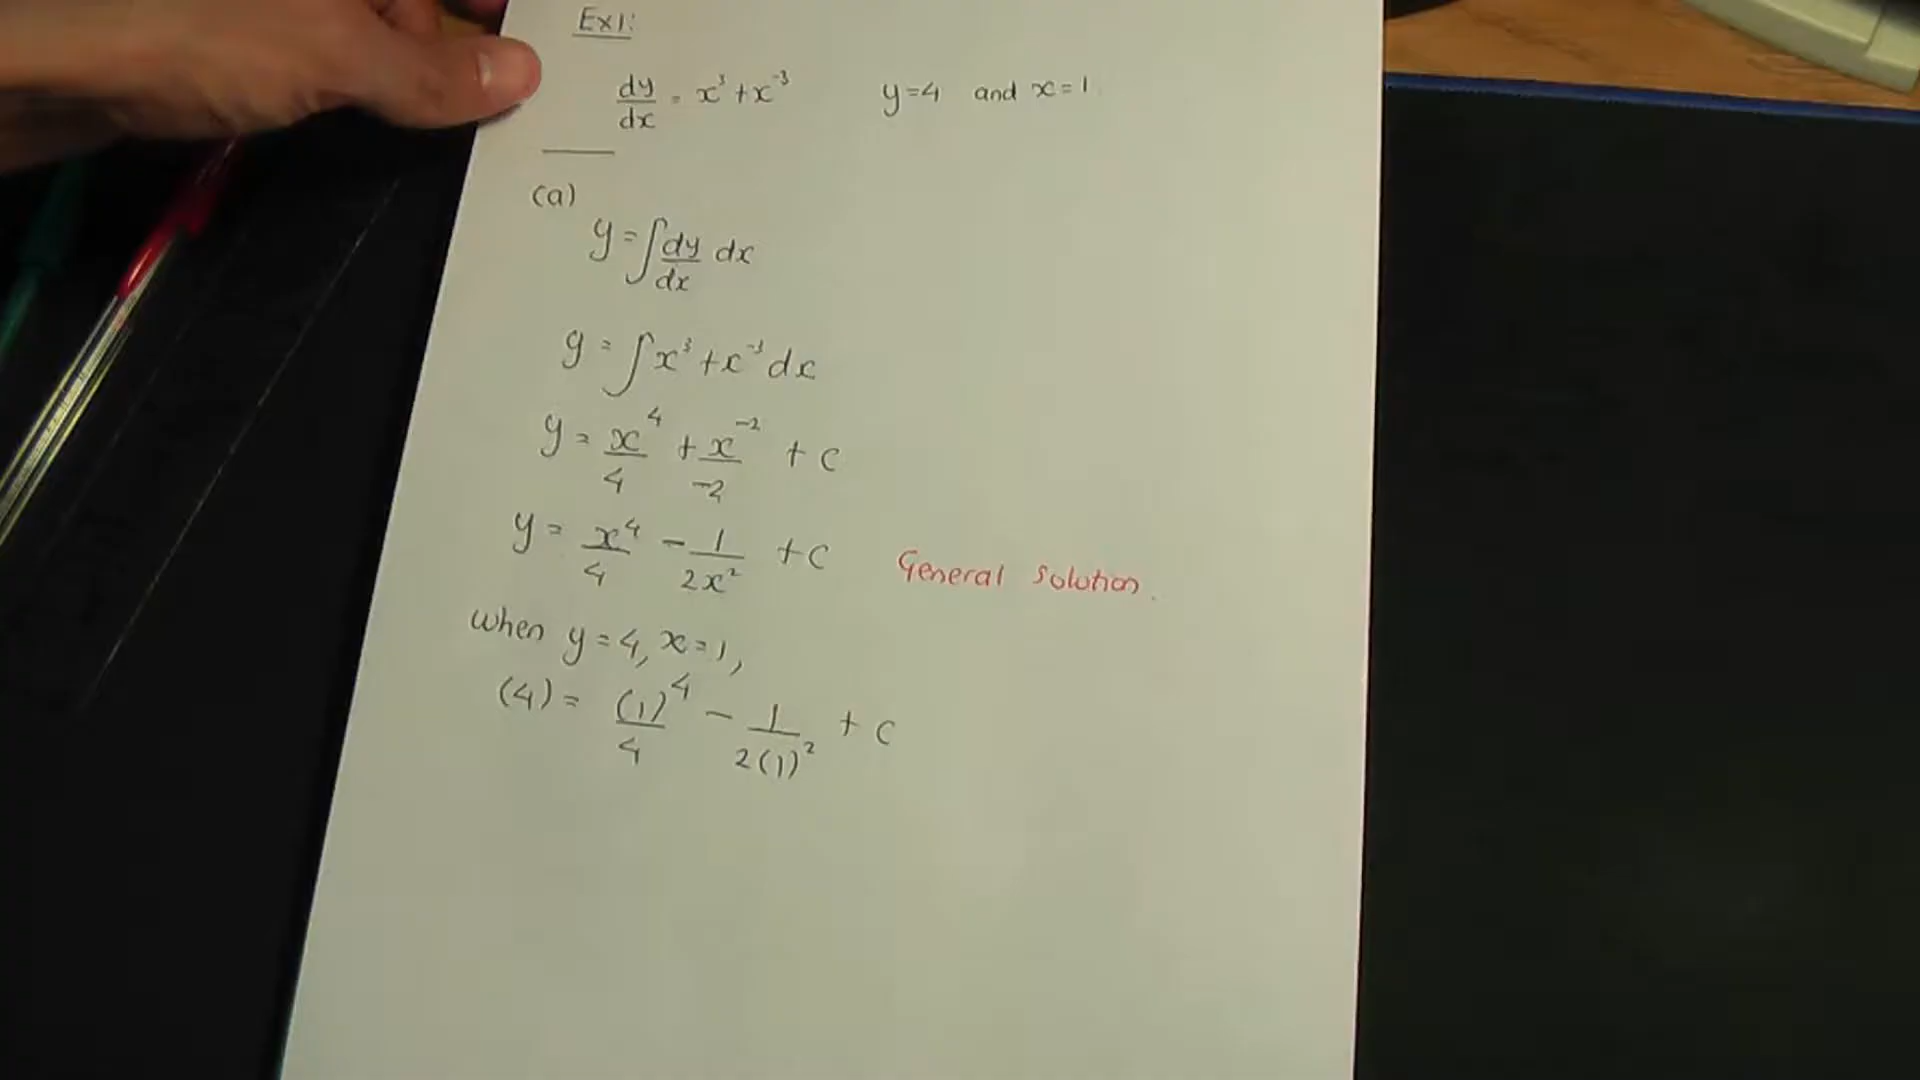 Ex1:
dy/dx = x³ + x⁻³ y=4 and x=1
(a)
y = ∫ dy/dx dx
y = ∫ x³ + x⁻³ dx
y = x⁴/4 + x⁻²/-2 + c
y = x⁴/4 - 1/2x² + c General Solution.
when y=4, x=1,
(4) = (1)⁴/4 - 1/2(1)² + c